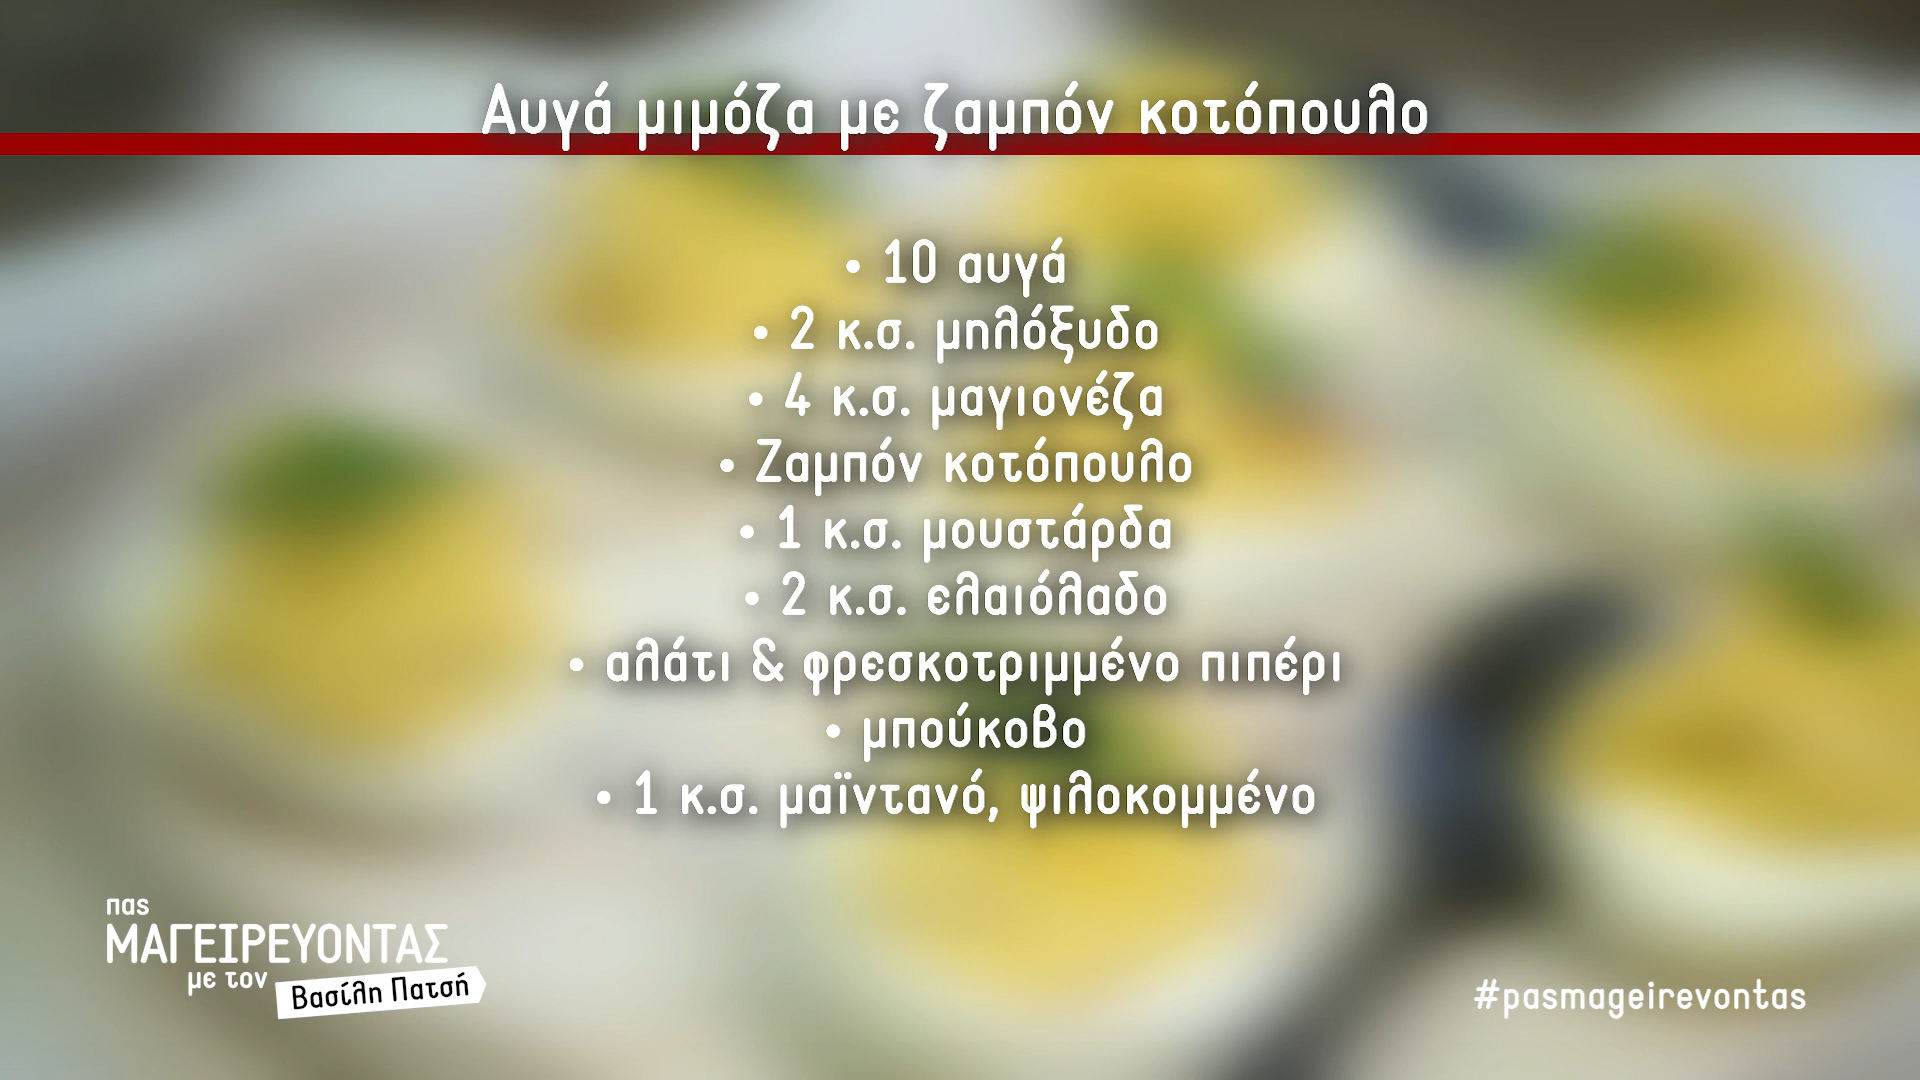 Αυγά μιμόζα με ζαμπόν κοτόπουλο
• 10 αυγά
• 2 κ.σ. μηλόξυδο
• 4 κ.σ. μαγιονέζα
• Ζαμπόν κοτόπουλο
• 1 κ.σ. μουστάρδα
• 2 κ.σ. ελαιόλαδο
• αλάτι & φρεσκοτριμμένο πιπέρι
• μπούκοβο
• 1 κ.σ. μαϊντανό, ψιλοκομμένο
πας
ΜΑΓΕΙΡΕΥΟΝΤΑΣ
με τον Βασίλη Πατσή
#pasmageirevontas